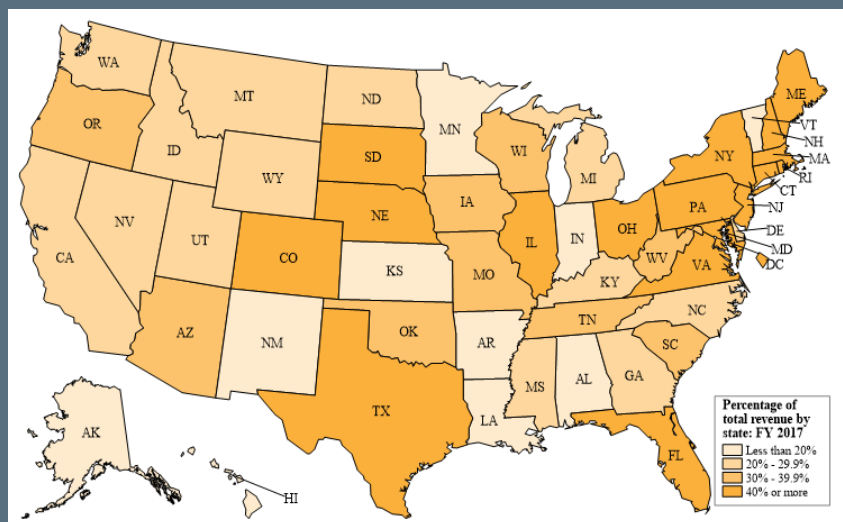 WA
MT
ND
MN
ME
VT
NH
MA
RI
CT
NJ
DE
MD
DC
OR
ID
WY
SD
WI
MI
NY
PA
NV
UT
CO
NE
IA
IL
IN
OH
WV
VA
CA
KS
MO
KY
NC
TN
SC
AZ
NM
OK
AR
MS
AL
GA
TX
LA
FL
AK
HI
Percentage of
total revenue by
state: FY 2017
Less than 20%
20% - 29.9%
30% - 39.9%
40% or more